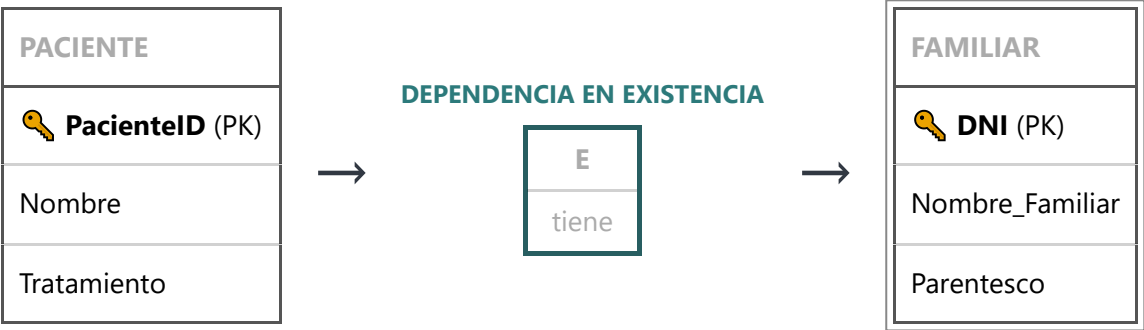 PACIENTE
PacienteID (PK)
Nombre
Tratamiento
DEPENDENCIA EN EXISTENCIA
E
tiene
FAMILIAR
DNI (PK)
Nombre_Familiar
Parentesco